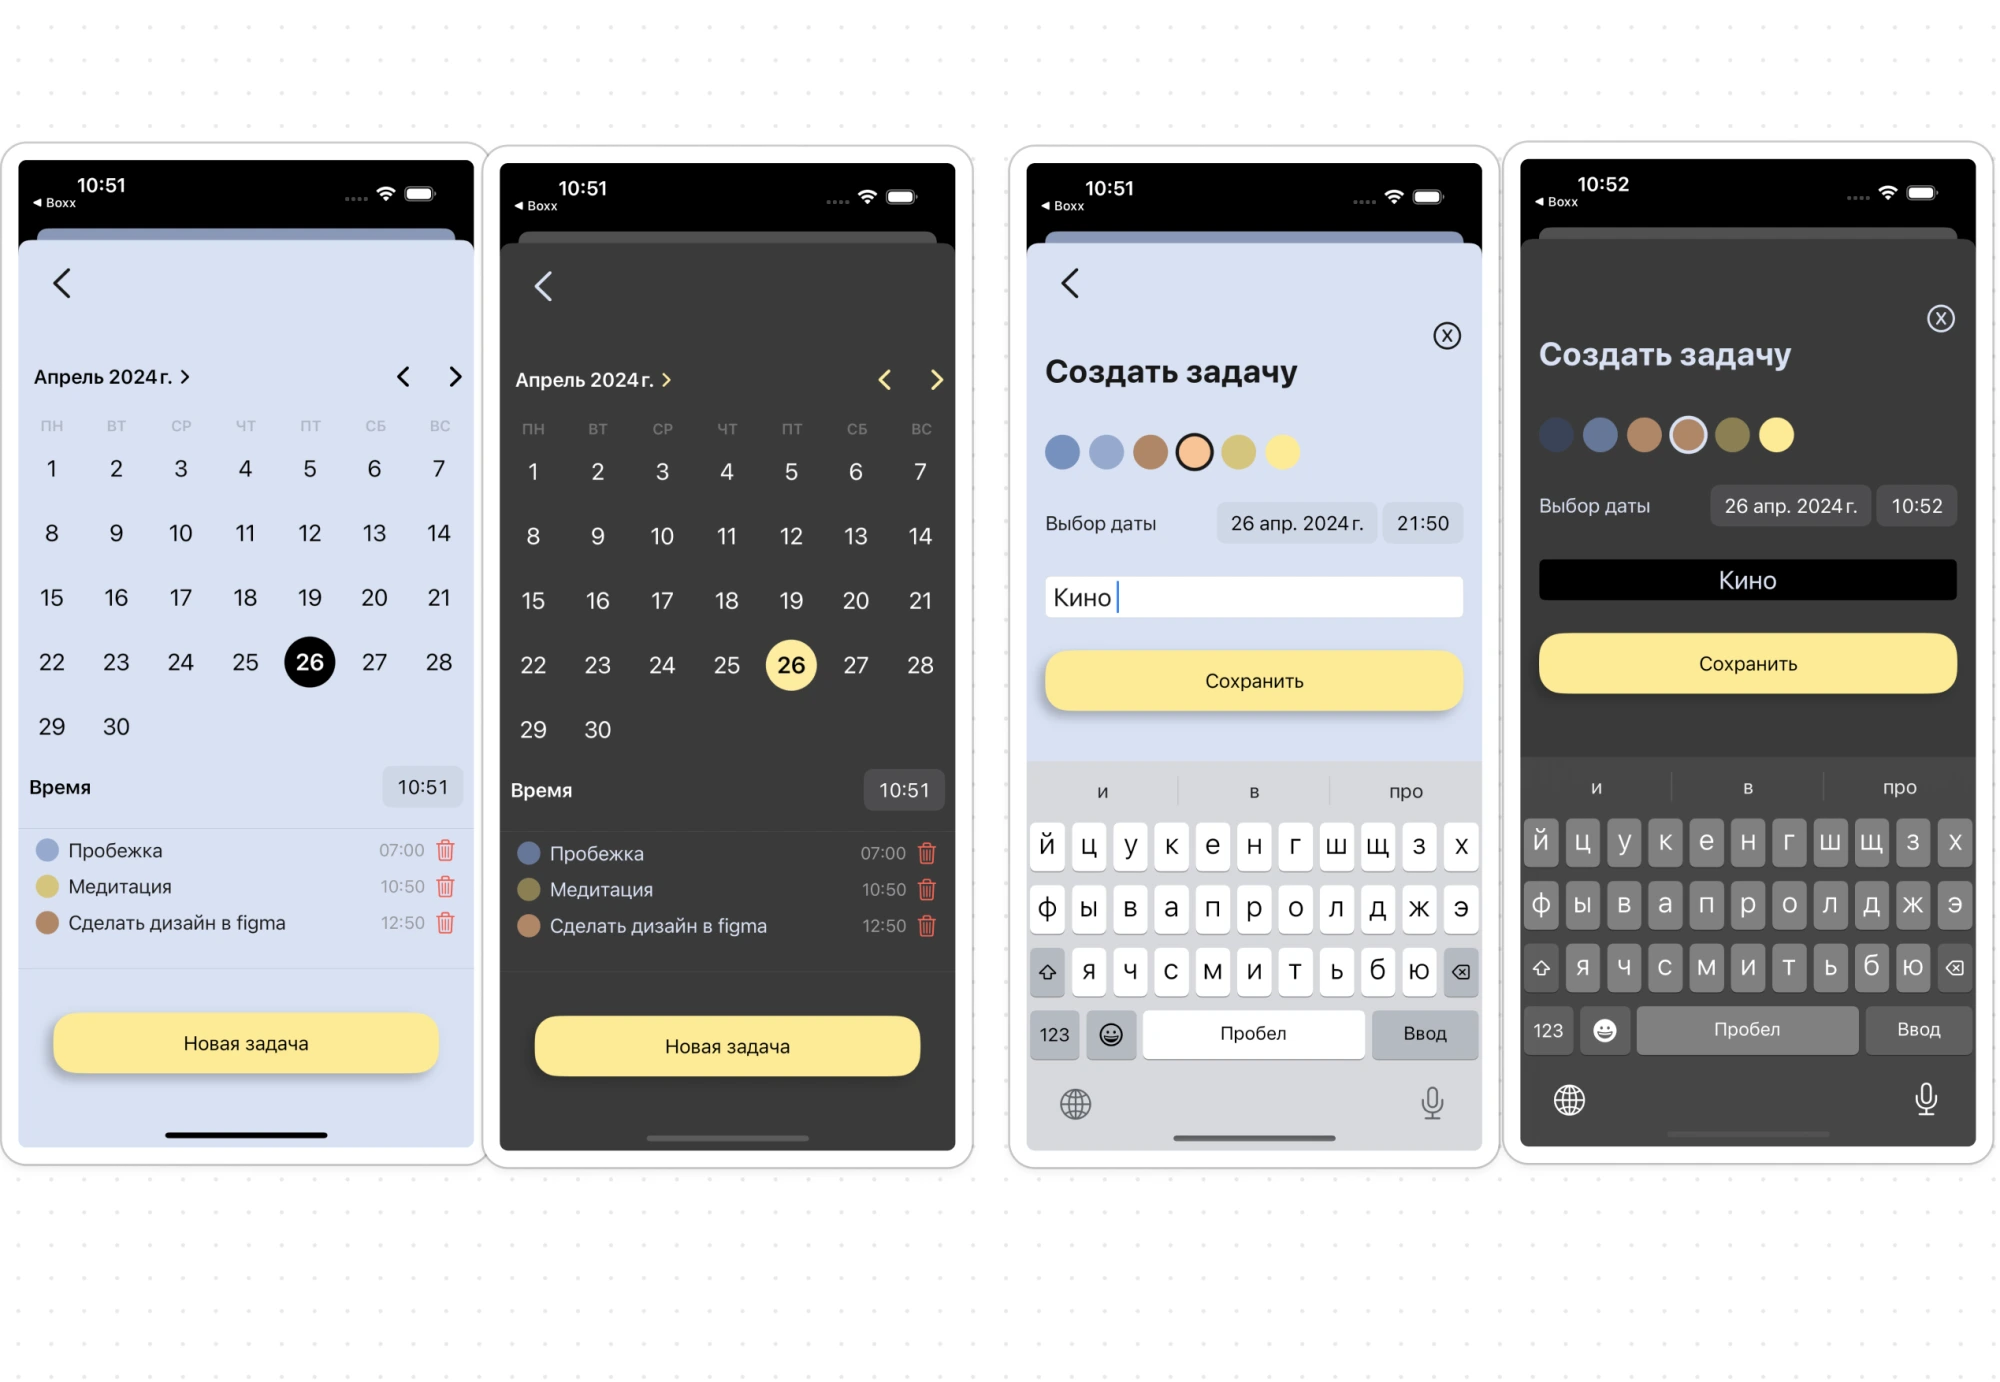 10:51
◀ Boxx
Апрель 2024 г. >
ПН ВТ СР ЧТ ПТ СБ ВС
1 2 3 4 5 6 7
8 9 10 11 12 13 14
15 16 17 18 19 20 21
22 23 24 25 26 27 28
29 30
Время 10:51
Пробежка 07:00
Медитация 10:50
Сделать дизайн в figma 12:50
Новая задача
10:51
◀ Boxx
Апрель 2024 г. >
ПН ВТ СР ЧТ ПТ СБ ВС
1 2 3 4 5 6 7
8 9 10 11 12 13 14
15 16 17 18 19 20 21
22 23 24 25 26 27 28
29 30
Время 10:51
Пробежка 07:00
Медитация 10:50
Сделать дизайн в figma 12:50
Новая задача
10:51
◀ Boxx
X
Создать задачу
Выбор даты 26 апр. 2024 г. 21:50
Кино
Сохранить
и в про
й ц у к е н г ш щ з х
ф ы в а п р о л д ж э
я ч с м и т ь б ю
123 Пробел Ввод
10:52
◀ Boxx
X
Создать задачу
Выбор даты 26 апр. 2024 г. 10:52
Кино
Сохранить
и в про
й ц у к е н г ш щ з х
ф ы в а п р о л д ж э
я ч с м и т ь б ю
123 Пробел Ввод